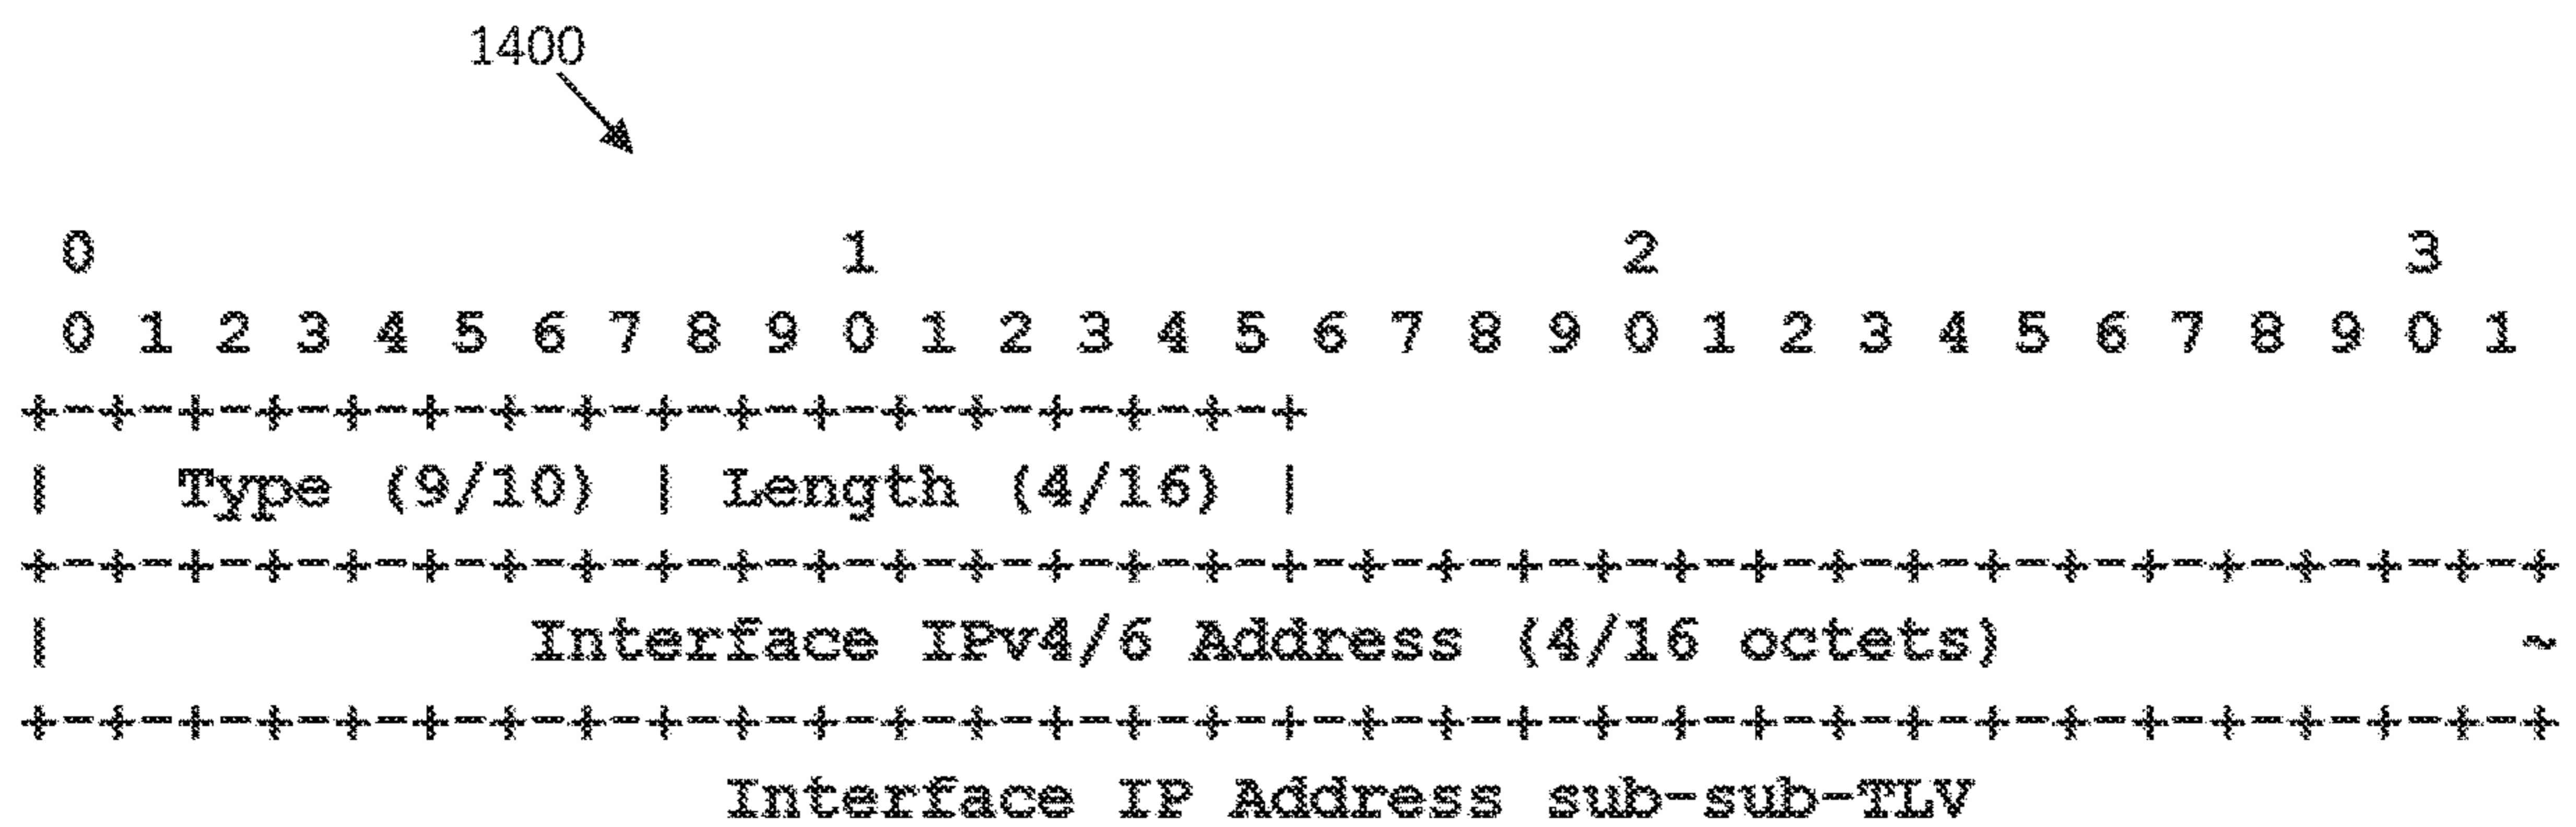 1400
0 1 2 3
0 1 2 3 4 5 6 7 8 9 0 1 2 3 4 5 6 7 8 9 0 1 2 3 4 5 6 7 8 9 0 1
+-+-+-+-+-+-+-+-+-+-+-+-+-+-+-+-+
| Type (9/10) | Length (4/16) |
+-+-+-+-+-+-+-+-+-+-+-+-+-+-+-+-+-+-+-+-+-+-+-+-+-+-+-+-+-+-+-+-+
| Interface IPv4/6 Address (4/16 octets) ~
+-+-+-+-+-+-+-+-+-+-+-+-+-+-+-+-+-+-+-+-+-+-+-+-+-+-+-+-+-+-+-+-+
Interface IP Address sub-sub-TLV